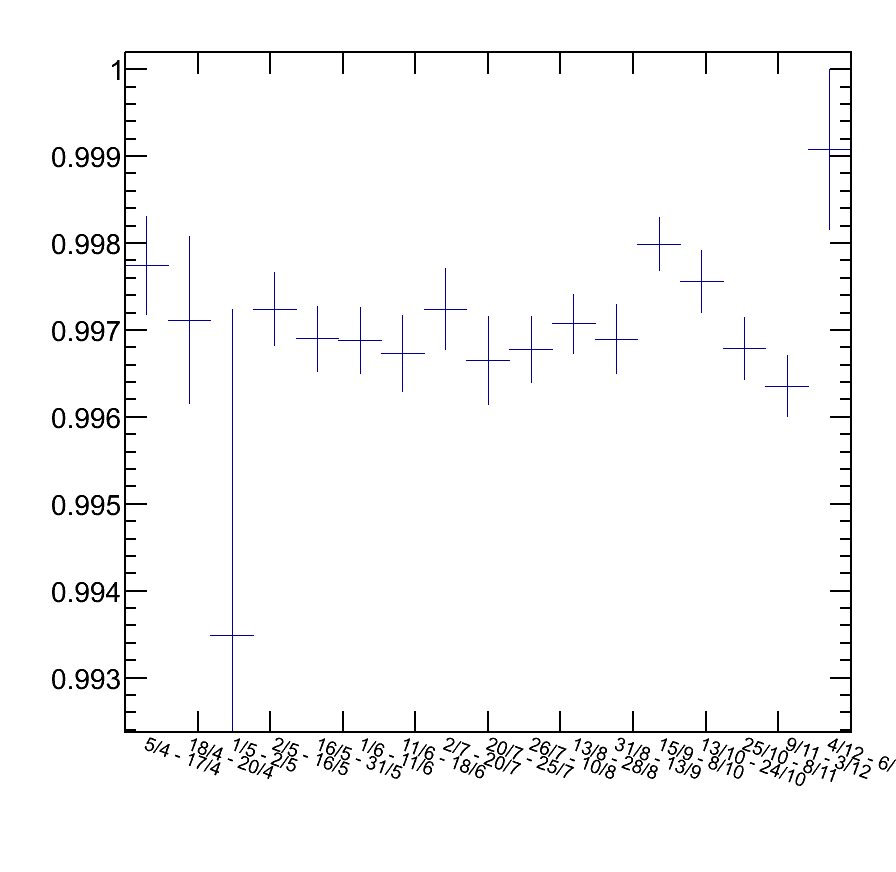 1
0.999
0.998
0.997
0.996
0.995
0.994
0.993
5/4 - 17/4
18/4 - 20/4
1/5 - 2/5
2/5 - 16/5
16/5 - 31/5
1/6 - 11/6
11/6 - 18/6
2/7 - 20/7
20/7 - 25/7
26/7 - 10/8
13/8 - 28/8
31/8 - 13/9
15/9 - 8/10
13/10 - 24/10
25/10 - 8/11
9/11 - 3/12
4/12 - 6/